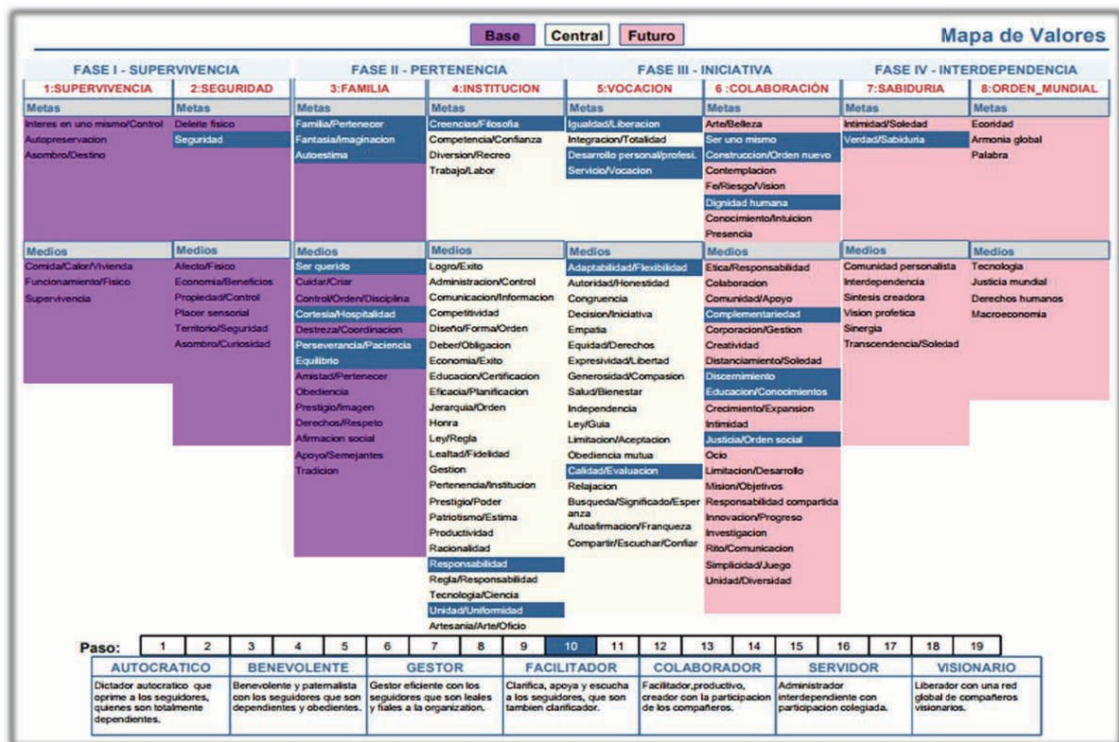 Base
Central
Futuro
Mapa de Valores
FASE I - SUPERVIVENCIA
FASE II - PERTENENCIA
FASE III - INICIATIVA
FASE IV - INTERDEPENDENCIA
1:SUPERVIVENCIA
2:SEGURIDAD
3:FAMILIA
4:INSTITUCION
5:VOCACION
6 :COLABORACIÓN
7:SABIDURIA
8:ORDEN_MUNDIAL
Metas
Interes en uno mismo/Control
Autopreservacion
Asombro/Destino
Metas
Deleite fisico
Seguridad
Metas
Familia/Pertenecer
Fantasia/Imaginacion
Autoestima
Metas
Creencias/Filosofia
Competencia/Confianza
Diversion/Recreo
Trabajo/Labor
Metas
Igualdad/Liberacion
Integracion/Totalidad
Desarrollo personal/profesi.
Servicio/Vocacion
Metas
Arte/Belleza
Ser uno mismo
Construccion/Orden nuevo
Contemplacion
Fe/Riesgo/Vision
Dignidad humana
Conocimiento/Intuicion
Presencia
Metas
Intimidad/Soledad
Verdad/Sabiduria
Metas
Ecoridad
Armonia global
Palabra
Medios
Comida/Calor/Vivienda
Funcionamiento/Fisico
Supervivencia
Medios
Afecto/Fisico
Economia/Beneficios
Propiedad/Control
Placer sensorial
Territorio/Seguridad
Asombro/Curiosidad
Medios
Ser querido
Cuidar/Criar
Control/Orden/Disciplina
Cortesia/Hospitalidad
Destreza/Coordinacion
Perseverancia/Paciencia
Equilibrio
Amistad/Pertenecer
Obediencia
Prestigio/Imagen
Derechos/Respeto
Afirmacion social
Apoyo/Semejantes
Tradicion
Medios
Logro/Exito
Administracion/Control
Comunicacion/Informacion
Competitividad
Diseño/Forma/Orden
Deber/Obligacion
Economia/Exito
Educacion/Certificacion
Eficacia/Planificacion
Jerarquia/Orden
Honra
Ley/Regla
Lealtad/Fidelidad
Gestion
Pertenencia/Institucion
Prestigio/Poder
Patriotismo/Estima
Productividad
Racionalidad
Responsabilidad
Regla/Responsabilidad
Tecnologia/Ciencia
Unidad/Uniformidad
Artesania/Arte/Oficio
Medios
Adaptabilidad/Flexibilidad
Autoridad/Honestidad
Congruencia
Decision/Iniciativa
Empatia
Equidad/Derechos
Expresividad/Libertad
Generosidad/Compasion
Salud/Bienestar
Independencia
Ley/Guia
Limitacion/Aceptacion
Obediencia mutua
Calidad/Evaluacion
Relajacion
Busqueda/Significado/Esper
anza
Autoafirmacion/Franqueza
Compartir/Escuchar/Confiar
Medios
Etica/Responsabilidad
Colaboracion
Comunidad/Apoyo
Complementariedad
Corporacion/Gestion
Creatividad
Distanciamiento/Soledad
Discernimiento
Educacion/Conocimientos
Crecimiento/Expansion
Intimidad
Justicia/Orden social
Ocio
Limitacion/Desarrollo
Mision/Objetivos
Responsabilidad compartida
Innovacion/Progreso
Investigacion
Rito/Comunicacion
Simplicidad/Juego
Unidad/Diversidad
Medios
Comunidad personalista
Interdependencia
Sintesis creadora
Vision profetica
Sinergia
Transcendencia/Soledad
Medios
Tecnologia
Justicia mundial
Derechos humanos
Macroeconomia
Paso: 1 2 3 4 5 6 7 8 9 10 11 12 13 14 15 16 17 18 19
AUTOCRATICO
Dictador autocratico que
oprime a los seguidores,
quienes son totalmente
dependientes.
BENEVOLENTE
Benevolente y paternalista
con los seguidores que son
dependientes y obedientes.
GESTOR
Gestor eficiente con los
seguidores que son leales
y fiales a la organization.
FACILITADOR
Clarifica, apoya y escucha
a los seguidores, que son
tambien clarificador.
COLABORADOR
Facilitador,productivo,
creador con la participacion
de los compañeros.
SERVIDOR
Administrador
interdependiente con
participacion colegiada.
VISIONARIO
Liberador con una red
global de compañeros
visionarios.